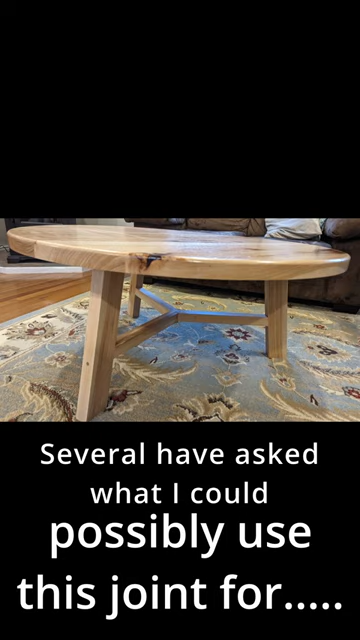 Several have asked
what I could
possibly use
this joint for.....